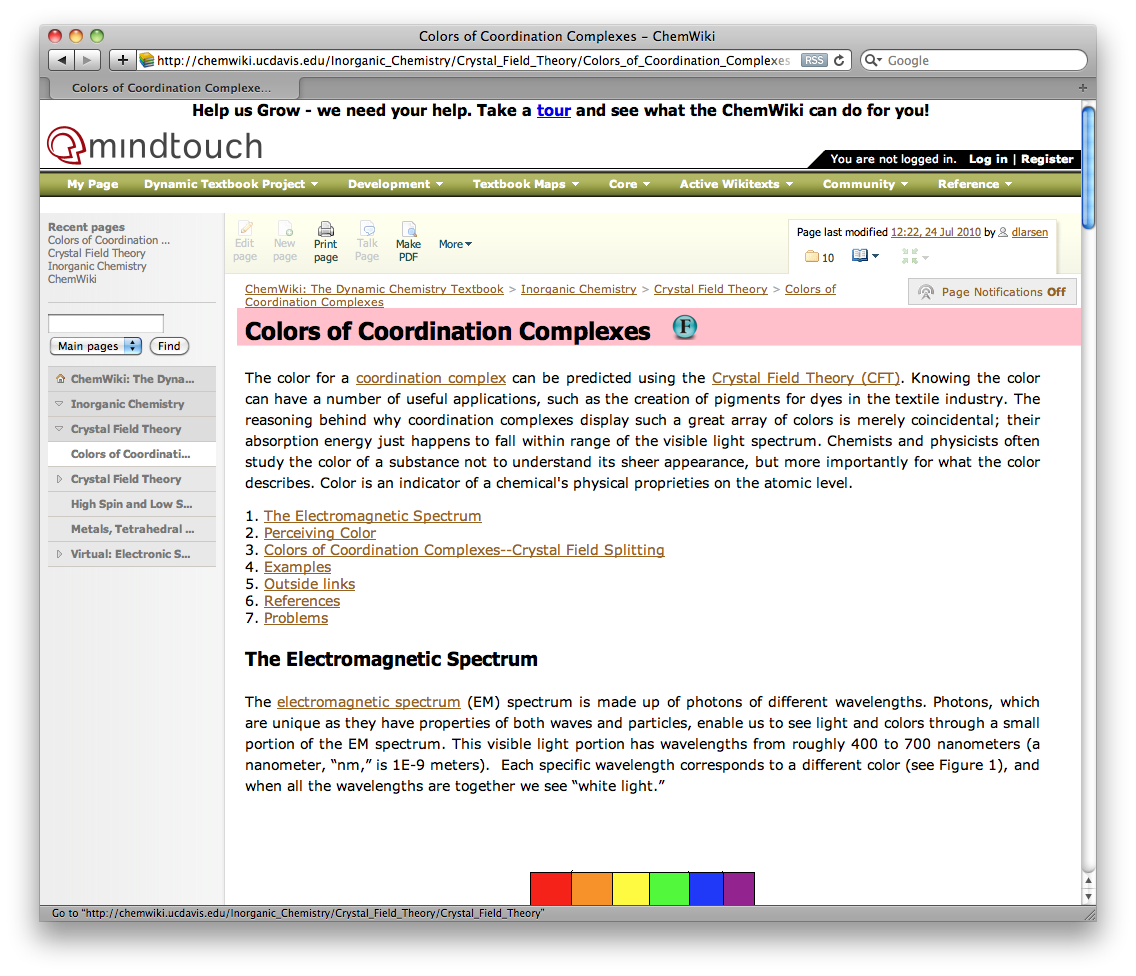 Colors of Coordination Complexes – ChemWiki
http://chemwiki.ucdavis.edu/Inorganic_Chemistry/Crystal_Field_Theory/Colors_of_Coordination_Complexes RSS Google
Colors of Coordination Complexe...
Help us Grow - we need your help. Take a tour and see what the ChemWiki can do for you!
mindtouch
You are not logged in. Log in | Register
My Page Dynamic Textbook Project Development Textbook Maps Core Active Wikitexts Community Reference
Recent pages
Colors of Coordination ...
Crystal Field Theory
Inorganic Chemistry
ChemWiki
Main pages Find
ChemWiki: The Dyna...
Inorganic Chemistry
Crystal Field Theory
Colors of Coordinati...
Crystal Field Theory
High Spin and Low S...
Metals, Tetrahedral ...
Virtual: Electronic S...
Edit page
New page
Print page
Talk Page
Make PDF
More
Page last modified 12:22, 24 Jul 2010 by dlarsen
10
ChemWiki: The Dynamic Chemistry Textbook > Inorganic Chemistry > Crystal Field Theory > Colors of
Coordination Complexes
Page Notifications Off
Colors of Coordination Complexes F
The color for a coordination complex can be predicted using the Crystal Field Theory (CFT). Knowing the color
can have a number of useful applications, such as the creation of pigments for dyes in the textile industry. The
reasoning behind why coordination complexes display such a great array of colors is merely coincidental; their
absorption energy just happens to fall within range of the visible light spectrum. Chemists and physicists often
study the color of a substance not to understand its sheer appearance, but more importantly for what the color
describes. Color is an indicator of a chemical's physical proprieties on the atomic level.
1. The Electromagnetic Spectrum
2. Perceiving Color
3. Colors of Coordination Complexes--Crystal Field Splitting
4. Examples
5. Outside links
6. References
7. Problems
The Electromagnetic Spectrum
The electromagnetic spectrum (EM) spectrum is made up of photons of different wavelengths. Photons, which
are unique as they have properties of both waves and particles, enable us to see light and colors through a small
portion of the EM spectrum. This visible light portion has wavelengths from roughly 400 to 700 nanometers (a
nanometer, “nm,” is 1E-9 meters). Each specific wavelength corresponds to a different color (see Figure 1), and
when all the wavelengths are together we see “white light.”
Go to "http://chemwiki.ucdavis.edu/Inorganic_Chemistry/Crystal_Field_Theory/Crystal_Field_Theory"